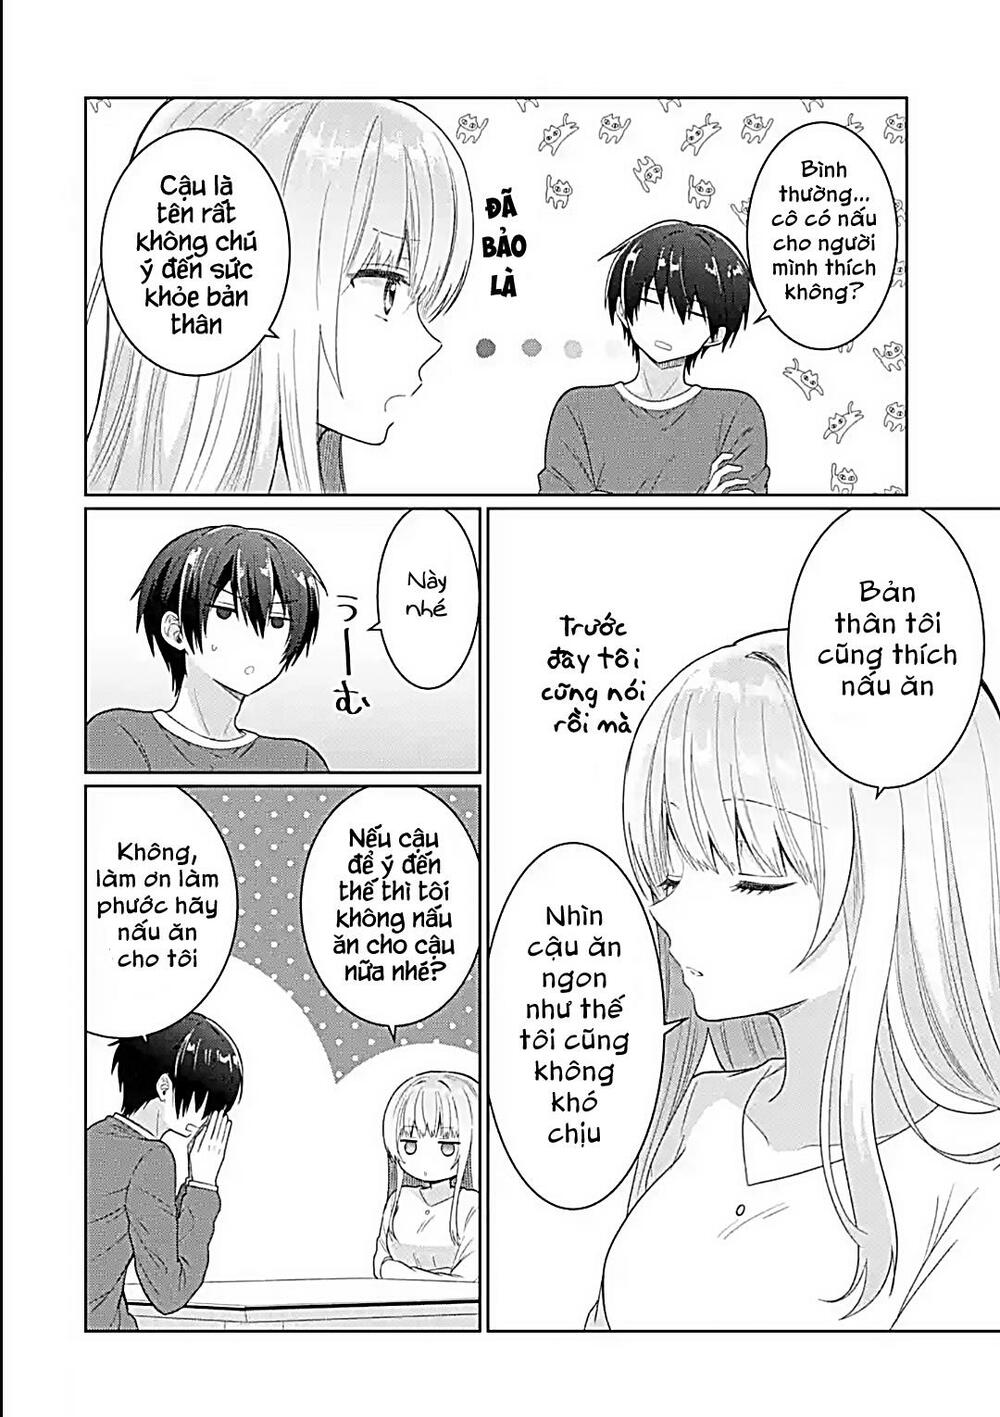 Bình
thường...
cô có nấu
cho người
mình thích
không?
ĐÃ
BẢO
LÀ
Cậu là
tên rất
không chú
ý đến sức
khỏe bản
thân
Bản
thân tôi
cũng thích
nấu ăn
Trước
đây tôi
cũng nói
rồi mà
Nhìn
cậu ăn
ngon
như thế
tôi cũng
không
khó
chịu
Này
nhé
うーむ
Nếu cậu
để ý đến
thế thì tôi
không nấu
ăn cho cậu
nữa nhé?
Không,
làm ơn làm
phước hãy
nấu ăn
cho tôi